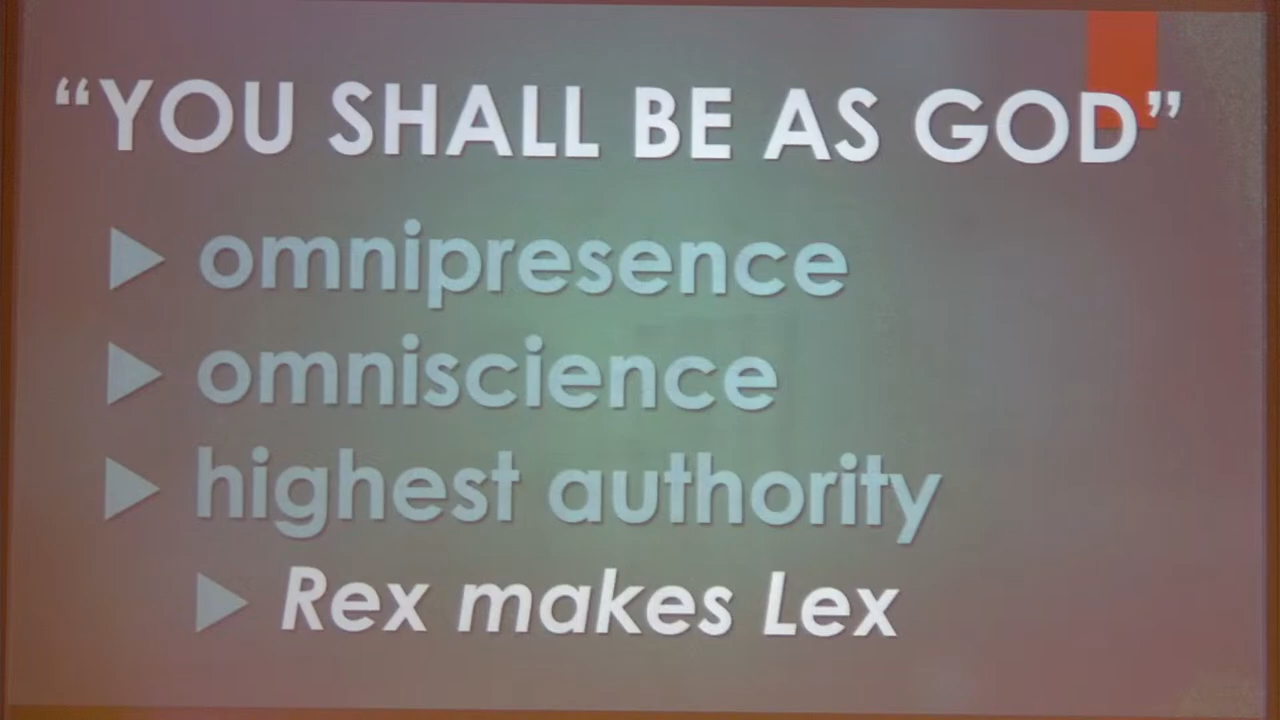 “YOU SHALL BE AS GOD”
omnipresence
omniscience
highest authority
Rex makes Lex